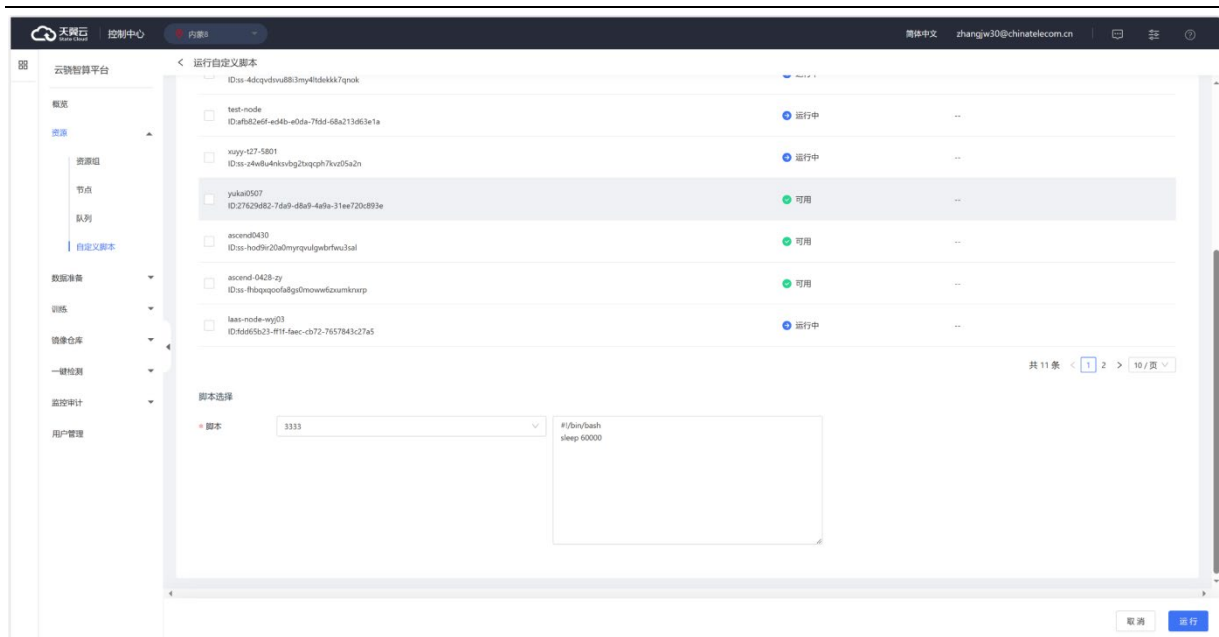 天翼云
State Cloud
控制中心
内蒙6
简体中文
zhangjw30@chinatelecom.cn
云骁智算平台
运行自定义脚本
概览
资源
资源组
节点
队列
自定义脚本
数据准备
训练
镜像仓库
一键检测
监控审计
用户管理
ID:ss-4dcqvdsvu88i3my4ltdekkk7qnok
运行中
test-node
ID:afb82e6f-ed4b-e0da-7fdd-68a213d63e1a
运行中
--
xuyy-t27-5801
ID:ss-z4w8u4nksvbg2txqcph7kvz05a2n
运行中
--
yukai0507
ID:27629d82-7da9-d8a9-4a9a-31ee720c893e
可用
--
ascend0430
ID:ss-hod9ir20a0myrqvulgwbrfwu3sal
可用
--
ascend-0428-zy
ID:ss-fhbqxqoofa8gs0moww6zxumknxrp
可用
--
laas-node-wyj03
ID:fdd65b23-ff1f-faec-cb72-7657843c27a5
运行中
--
共 11 条 < 1 2 > 10 / 页
脚本选择
* 脚本
3333
#!/bin/bash
sleep 60000
取消
运行